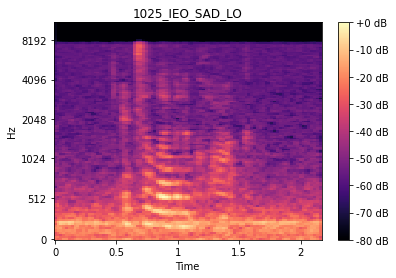 1025_IEO_SAD_LO
8192
4096
2048
1024
512
0
Hz
0
0.5
1
1.5
2
Time
+0 dB
-10 dB
-20 dB
-30 dB
-40 dB
-50 dB
-60 dB
-70 dB
-80 dB